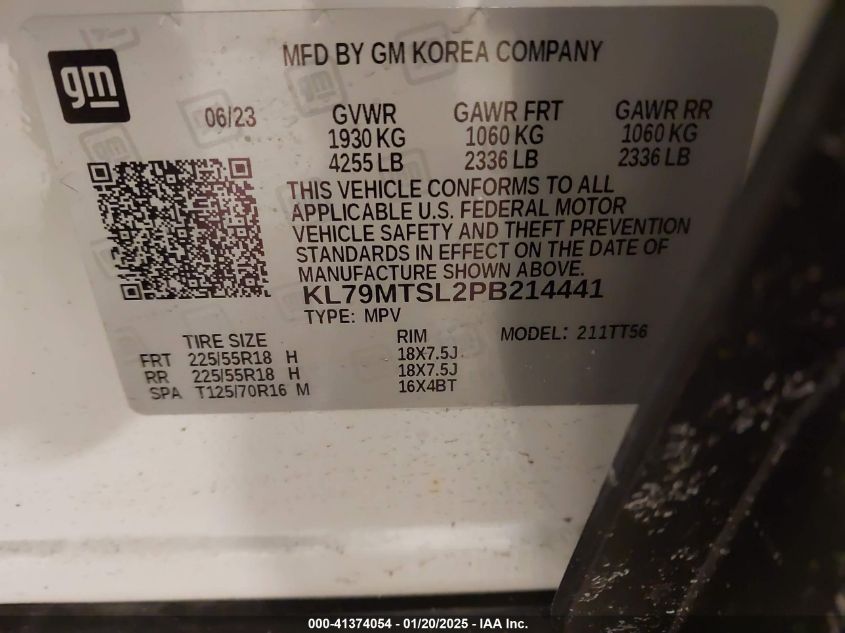 gm
MFD BY GM KOREA COMPANY
06/23
GVWR GAWR FRT GAWR RR
1930 KG 1060 KG 1060 KG
4255 LB 2336 LB 2336 LB
THIS VEHICLE CONFORMS TO ALL
APPLICABLE U.S. FEDERAL MOTOR
VEHICLE SAFETY AND THEFT PREVENTION
STANDARDS IN EFFECT ON THE DATE OF
MANUFACTURE SHOWN ABOVE.
KL79MTSL2PB214441
TYPE: MPV
TIRE SIZE RIM MODEL: 211TT56
FRT 225/55R18 H 18X7.5J
RR 225/55R18 H 18X7.5J
SPA T125/70R16 M 16X4BT
000-41374054 - 01/20/2025 - IAA Inc.